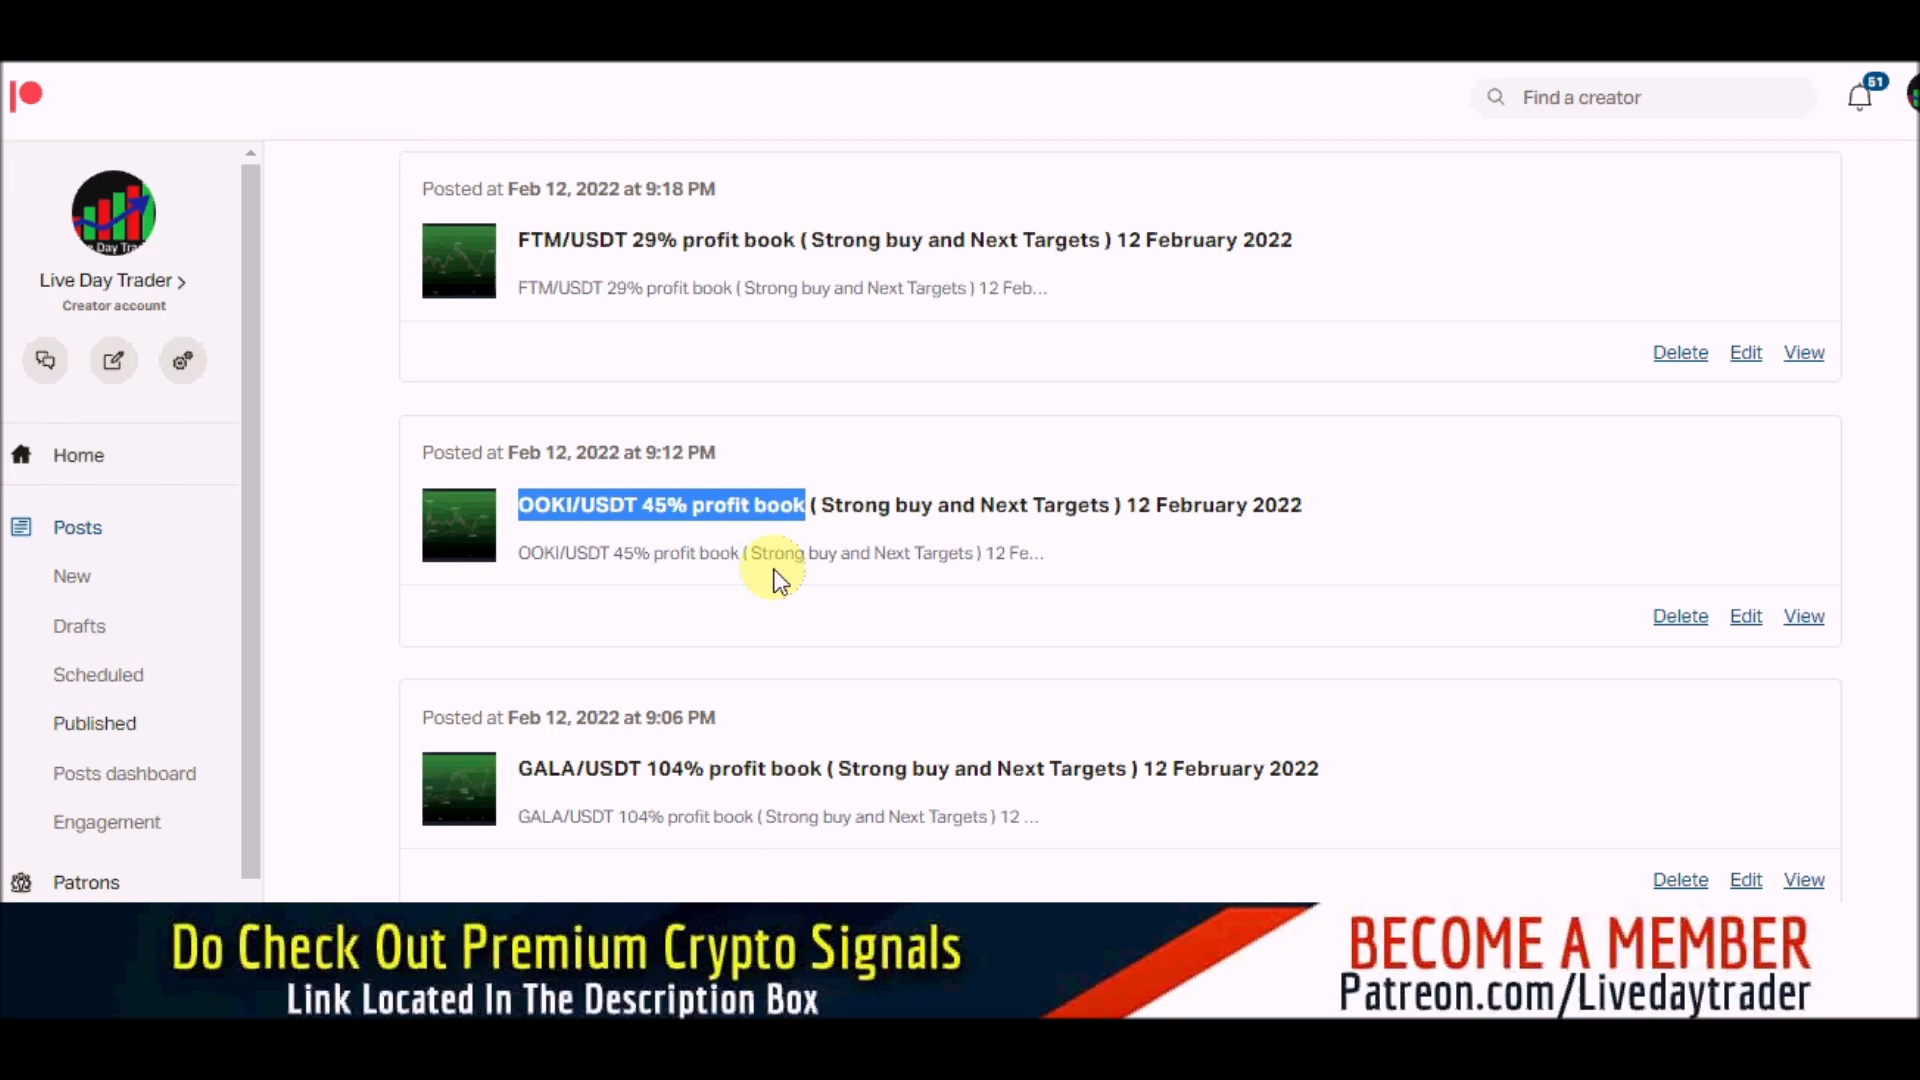 Find a creator
51
Day Tra
Live Day Trader >
Creator account
Home
Posts
New
Drafts
Scheduled
Published
Posts dashboard
Engagement
Patrons
Posted at Feb 12, 2022 at 9:18 PM
FTM/USDT 29% profit book ( Strong buy and Next Targets ) 12 February 2022
FTM/USDT 29% profit book ( Strong buy and Next Targets ) 12 Feb...
Delete Edit View
Posted at Feb 12, 2022 at 9:12 PM
OOKI/USDT 45% profit book ( Strong buy and Next Targets ) 12 February 2022
OOKI/USDT 45% profit book ( Strong buy and Next Targets ) 12 Fe...
Delete Edit View
Posted at Feb 12, 2022 at 9:06 PM
GALA/USDT 104% profit book ( Strong buy and Next Targets ) 12 February 2022
GALA/USDT 104% profit book ( Strong buy and Next Targets ) 12 ...
Delete Edit View
Do Check Out Premium Crypto Signals
Link Located In The Description Box
BECOME A MEMBER
Patreon.com/Livedaytrader